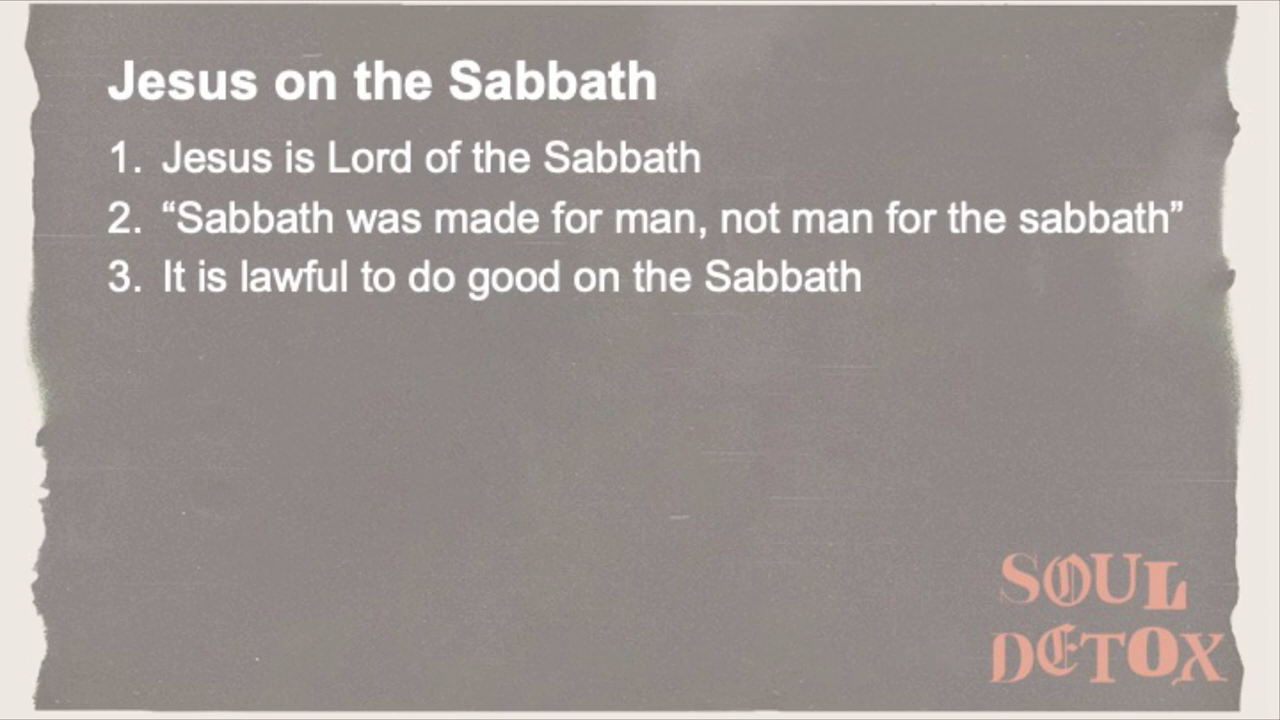 Jesus on the Sabbath
1. Jesus is Lord of the Sabbath
2. “Sabbath was made for man, not man for the sabbath”
3. It is lawful to do good on the Sabbath
SOUL
DETOX